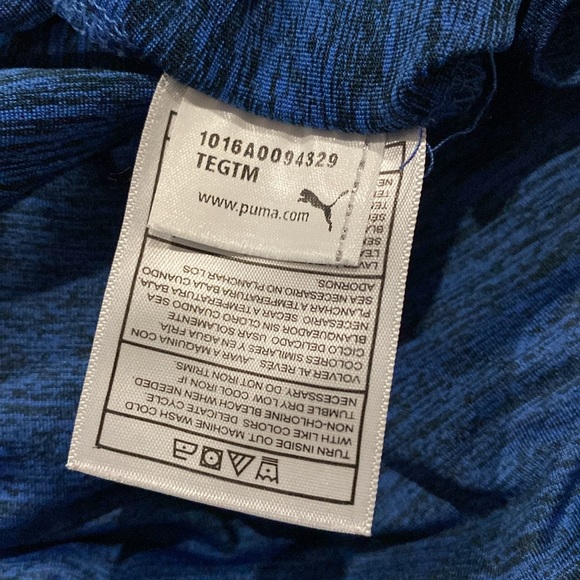 1016A0094329
TEGTM
www.puma.com
TURN INSIDE OUT. MACHINE WASH COLD
WITH LIKE COLORS. DELICATE CYCLE.
NON-CHLORINE BLEACH WHEN NEEDED
TUMBLE DRY LOW. COOL IRON IF
NECESSARY. DO NOT IRON TRIMS.
VOLVER AL REVÉS. LAVAR A MÁQUINA CON
COLORES SIMILARES Y EN AGUA FRIA.
CICLO DELICADO. USAR SOLAMENTE
BLANQUEADOR SIN CLORO CUANDO SEA
NECESARIO. SECAR A TEMPERATURA BAJA
PLANCHAR A TEMPERATURA BAJA CUANDO
SEA NECESARIO NO PLANCHAR LOS
ADORNOS.